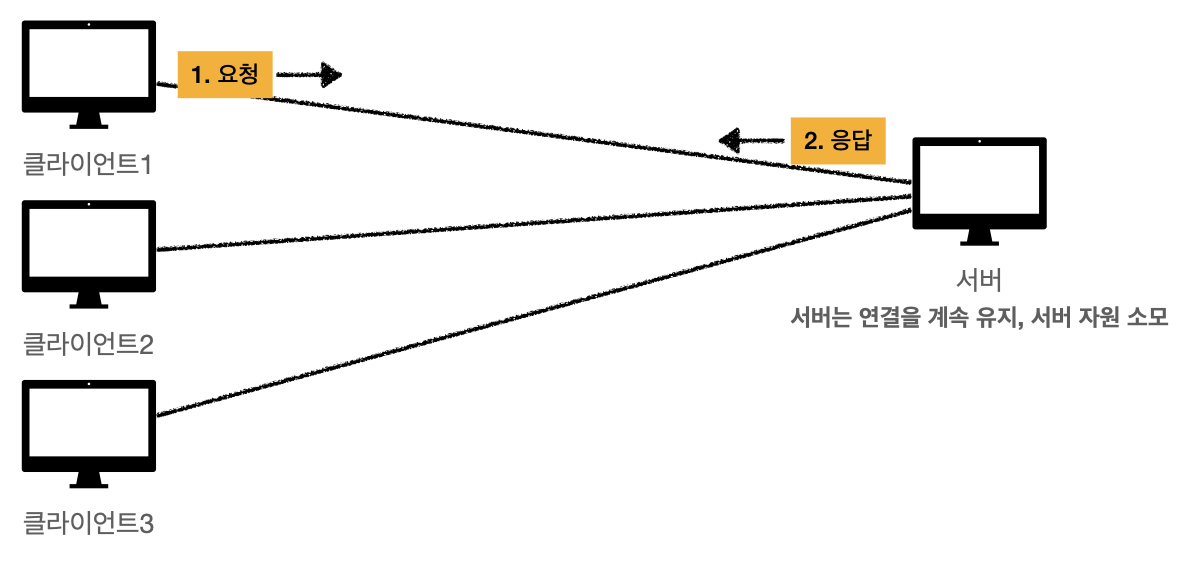 1. 요청
2. 응답
클라이언트1
클라이언트2
서버
서버는 연결을 계속 유지, 서버 자원 소모
클라이언트3